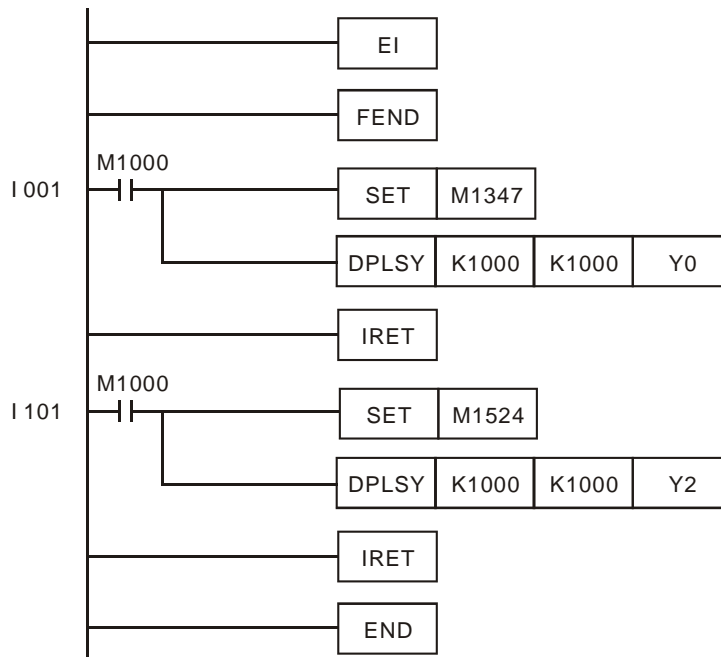 EI
FEND
M1000
I 001
SET M1347
DPLSY K1000 K1000 Y0
IRET
M1000
I 101
SET M1524
DPLSY K1000 K1000 Y2
IRET
END